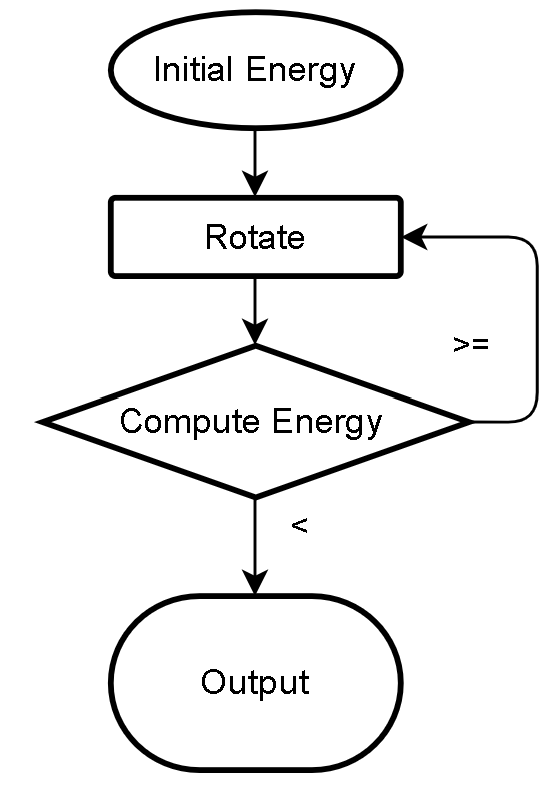 Initial Energy
Rotate
>=
Compute Energy
<
Output